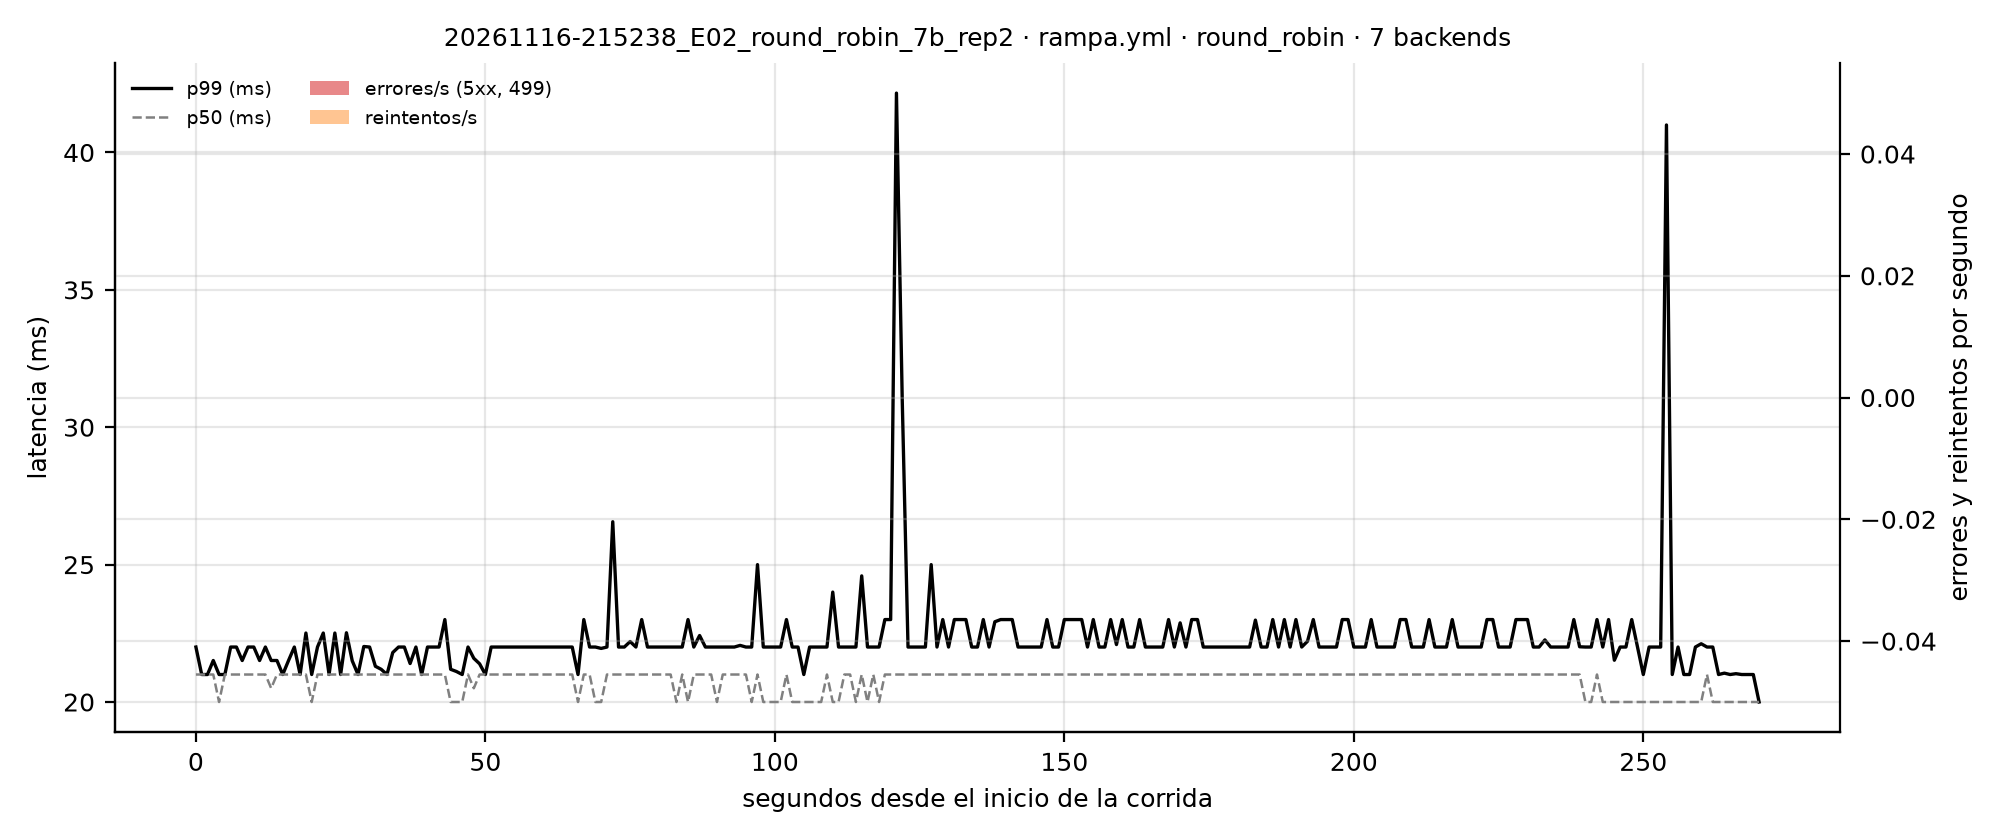 20261116-215238_E02_round_robin_7b_rep2 · rampa.yml · round_robin · 7 backends
p99 (ms)
p50 (ms)
errores/s (5xx, 499)
reintentos/s
latencia (ms)
40
35
30
25
20
0.04
0.02
0.00
−0.02
−0.04
errores y reintentos por segundo
0
50
100
150
200
250
segundos desde el inicio de la corrida